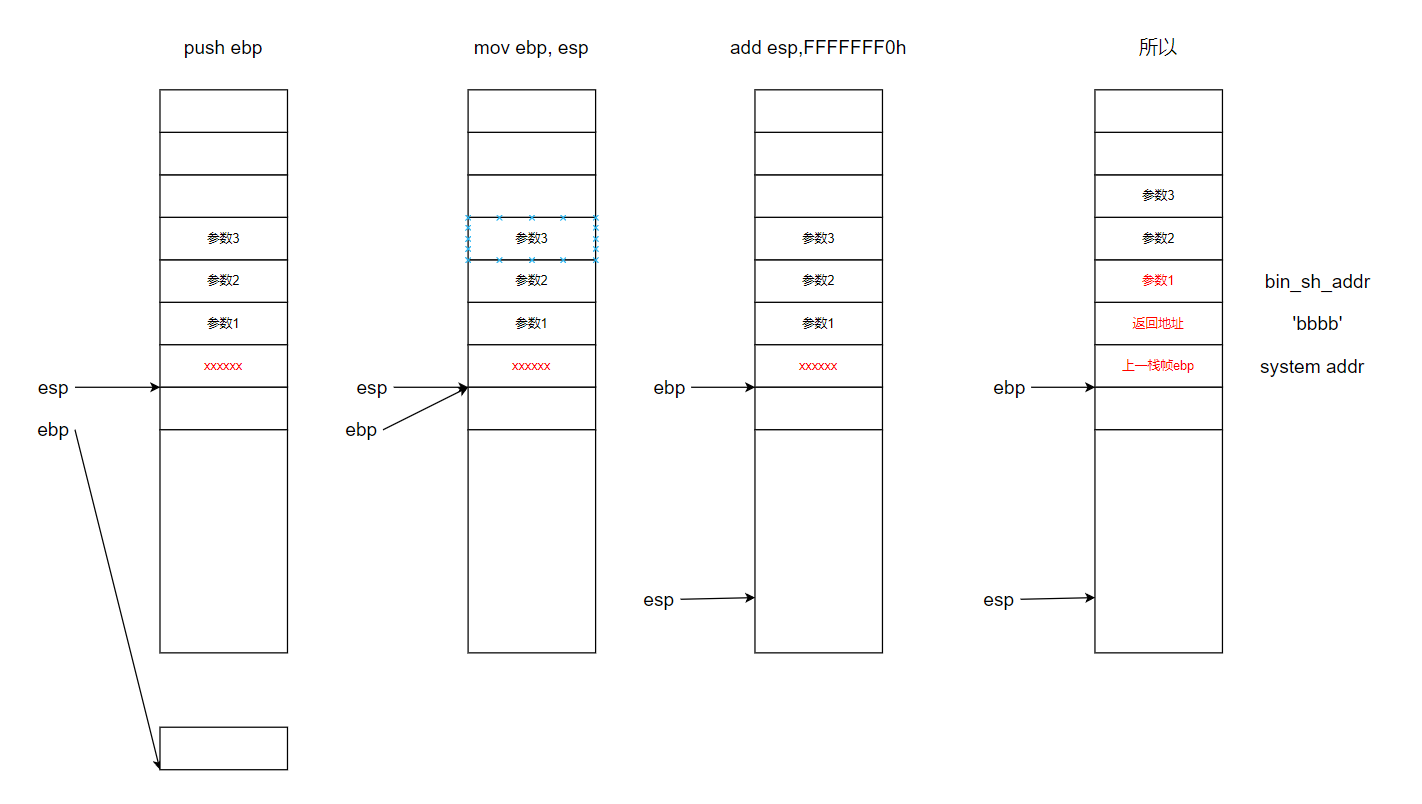 push ebp
mov ebp, esp
add esp,FFFFFFF0h
所以
参数3
参数2
参数1
xxxxxx
esp
ebp
参数3
参数2
参数1
xxxxxx
esp
ebp
参数3
参数2
参数1
xxxxxx
ebp
esp
参数3
参数2
参数1
bin_sh_addr
返回地址
'bbbb'
上一栈帧ebp
system addr
ebp
esp